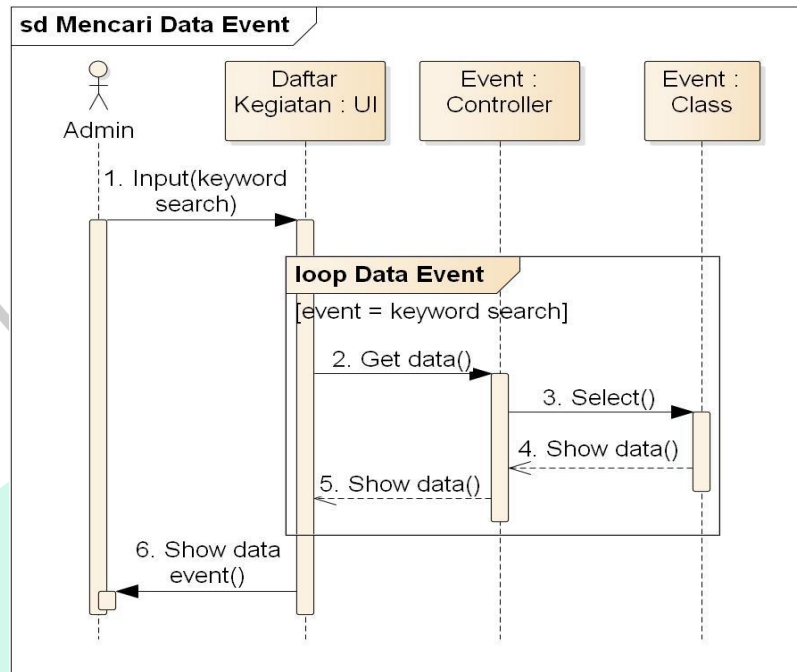 sd Mencari Data Event
Admin
Daftar
Kegiatan : UI
Event :
Controller
Event :
Class
1. Input(keyword
search)
loop Data Event
[event = keyword search]
2. Get data()
3. Select()
4. Show data()
5. Show data()
6. Show data
event()